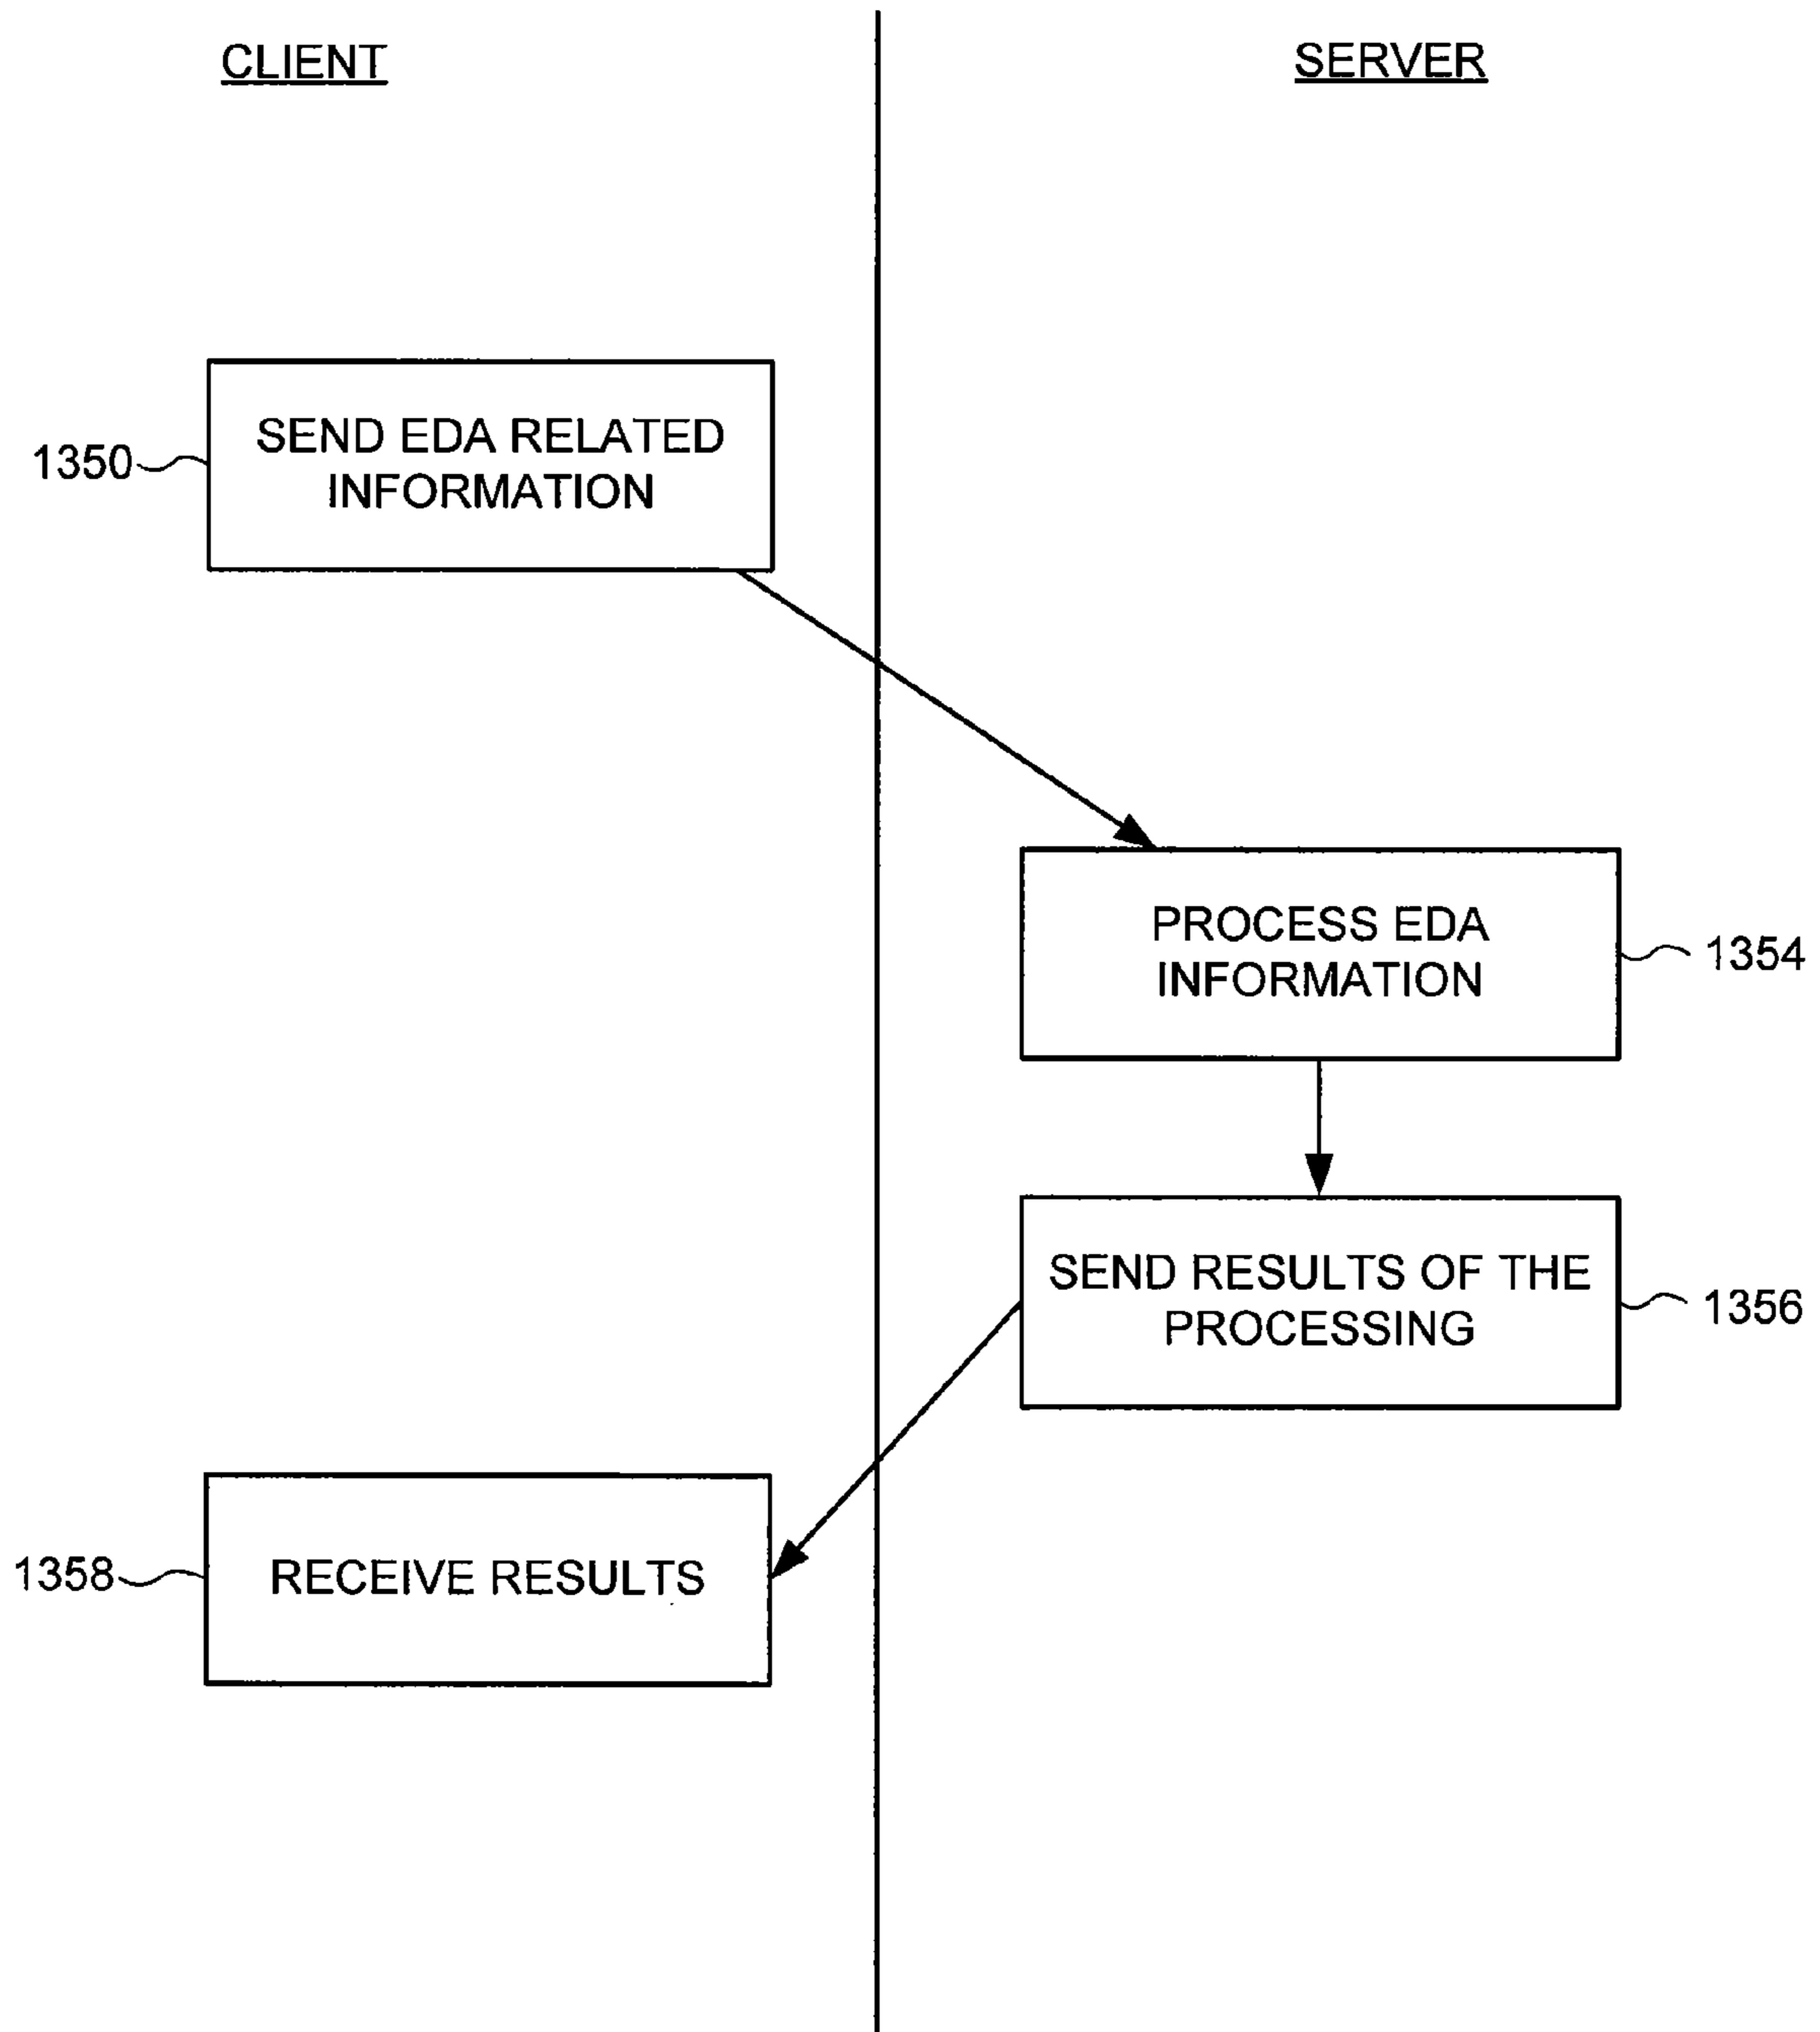 CLIENT
SERVER
1350
SEND EDA RELATED
INFORMATION
PROCESS EDA
INFORMATION
1354
SEND RESULTS OF THE
PROCESSING
1356
1358
RECEIVE RESULTS